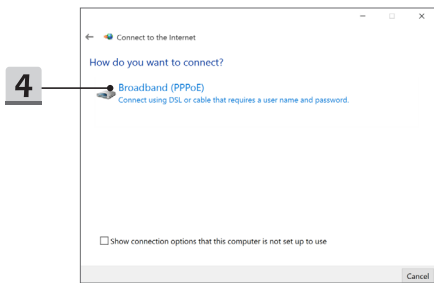 Connect to the Internet
How do you want to connect?
4
Broadband (PPPoE)
Connect using DSL or cable that requires a user name and password.
Show connection options that this computer is not set up to use
Cancel